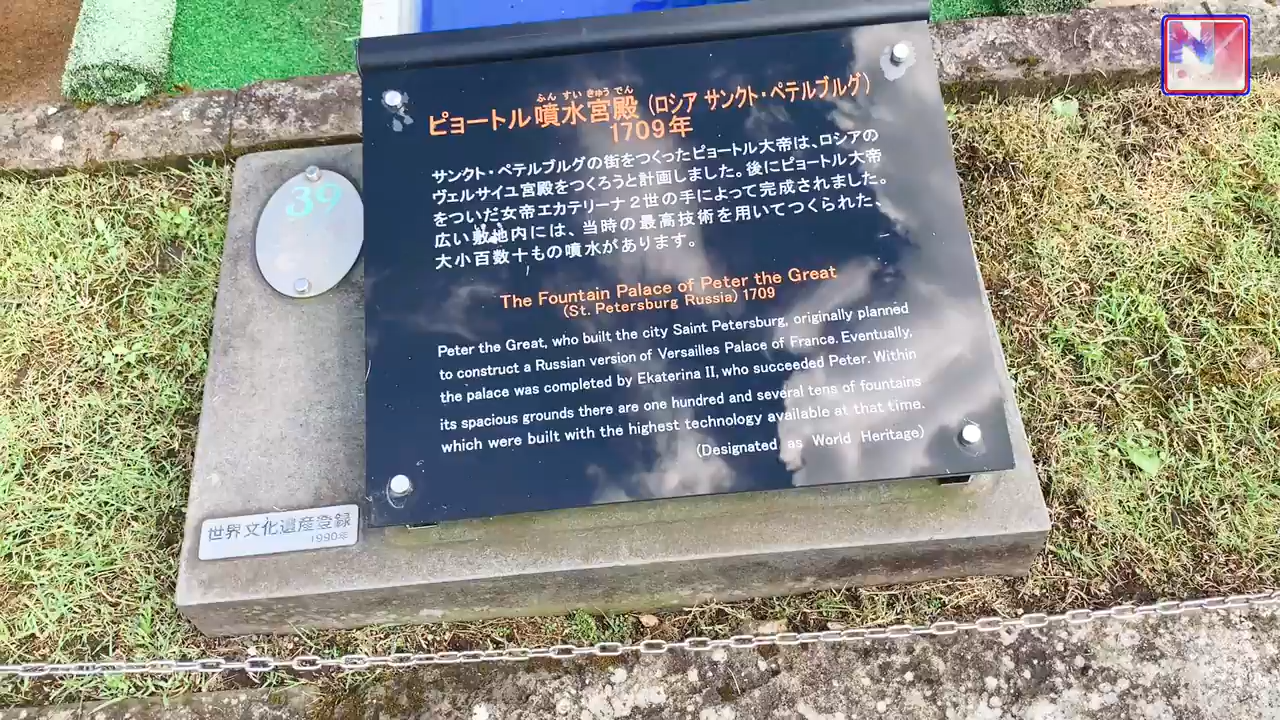 ふんすいきゅうでん
ピョートル噴水宮殿(ロシア サンクト・ペテルブルグ)
1709年
サンクト・ペテルブルグの街をつくったピョートル大帝は、ロシアの
ヴェルサイユ宮殿をつくろうと計画しました。後にピョートル大帝
をついだ女帝エカテリーナ2世の手によって完成されました。
広い敷地内には、当時の最高技術を用いてつくられた、
大小百数十もの噴水があります。
The Fountain Palace of Peter the Great
(St. Petersburg Russia) 1709
Peter the Great, who built the city Saint Petersburg, originally planned
to construct a Russian version of Versailles Palace of France. Eventually,
the palace was completed by Ekaterina II, who succeeded Peter. Within
its spacious grounds there are one hundred and several tens of fountains
which were built with the highest technology available at that time.
(Designated as World Heritage)
39
世界文化遺産登録
1990年